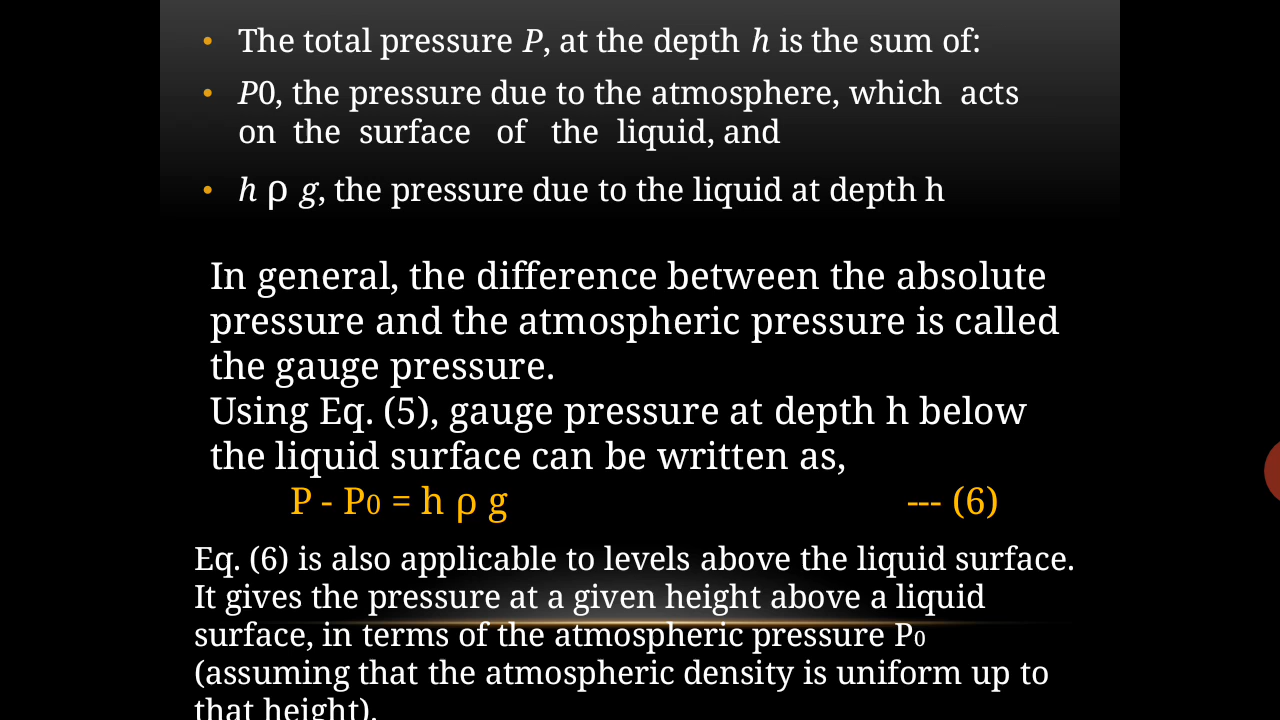 • The total pressure P, at the depth h is the sum of:
• P0, the pressure due to the atmosphere, which acts
on the surface of the liquid, and
• h ρ g, the pressure due to the liquid at depth h
In general, the difference between the absolute
pressure and the atmospheric pressure is called
the gauge pressure.
Using Eq. (5), gauge pressure at depth h below
the liquid surface can be written as,
P - P0 = h ρ g --- (6)
Eq. (6) is also applicable to levels above the liquid surface.
It gives the pressure at a given height above a liquid
surface, in terms of the atmospheric pressure P0
(assuming that the atmospheric density is uniform up to
that height).